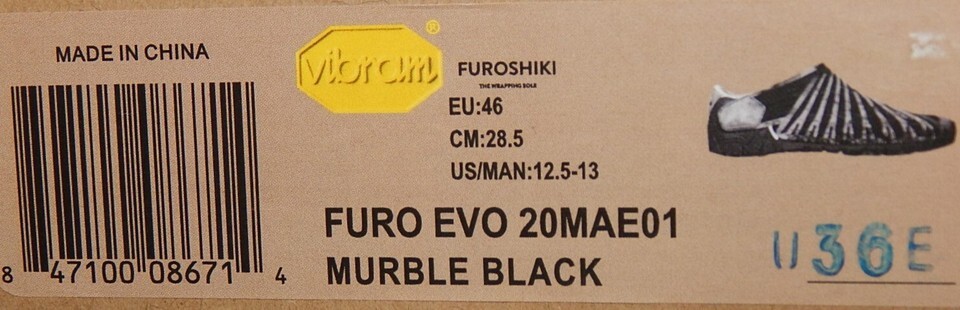 MADE IN CHINA
vibram®
FUROSHIKI
THE WRAPPING SOLE
EU:46
CM:28.5
US/MAN:12.5-13
FURO EVO 20MAE01
MURBLE BLACK
8 47100 08671 4
36E